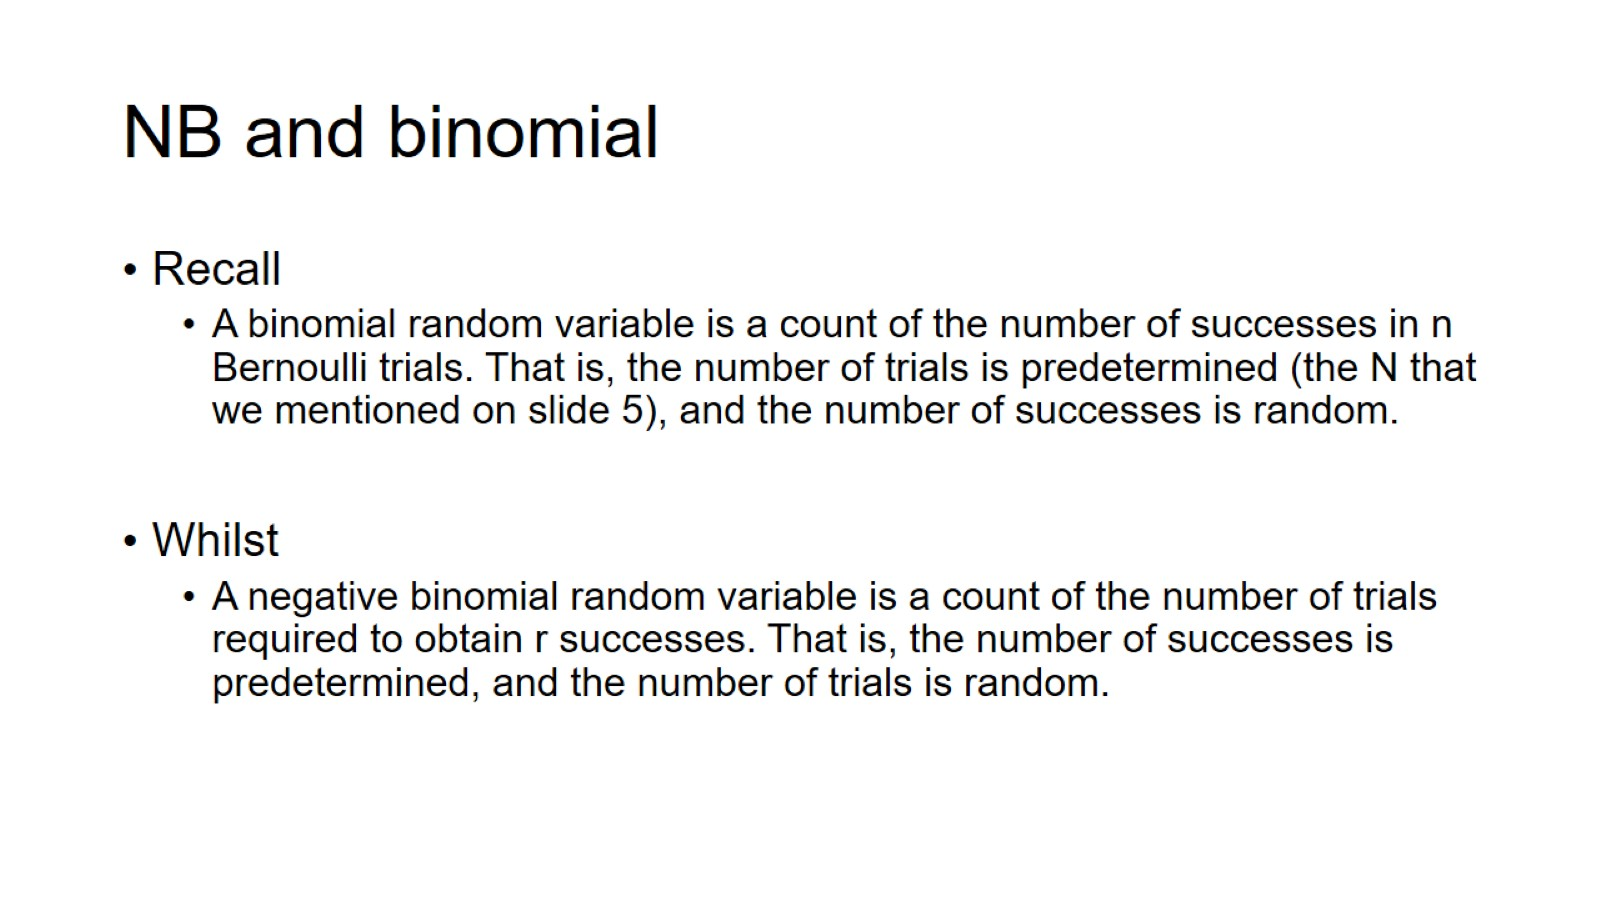 NB and binomial
• Recall
• A binomial random variable is a count of the number of successes in n
Bernoulli trials. That is, the number of trials is predetermined (the N that
we mentioned on slide 5), and the number of successes is random.
• Whilst
• A negative binomial random variable is a count of the number of trials
required to obtain r successes. That is, the number of successes is
predetermined, and the number of trials is random.